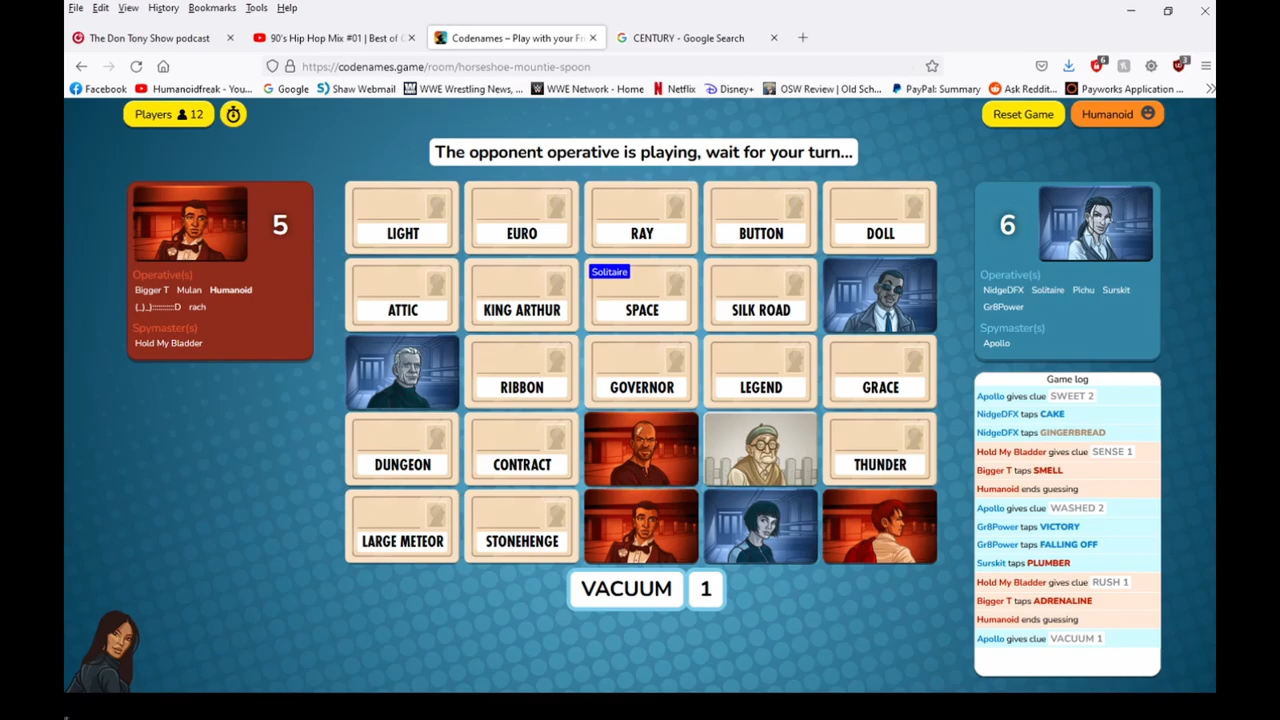 File Edit View History Bookmarks Tools Help
The Don Tony Show podcast
90's Hip Hop Mix #01 | Best of
Codenames – Play with your Fr
CENTURY - Google Search
https://codenames.game/room/horseshoe-mountie-spoon
6
3
Facebook Humanoidfreak - You... Google Shaw Webmail WWE Wrestling News, ... WWE Network - Home Netflix Disney+ OSW Review | Old Sch... PayPal: Summary Ask Reddit... Payworks Application ...
Players 12
Reset Game
Humanoid
The opponent operative is playing, wait for your turn...
5
Operative(s)
Bigger T Mulan Humanoid
(_)_):::::::::::D rach
Spymaster(s)
Hold My Bladder
LIGHT EURO RAY BUTTON DOLL
Solitaire
ATTIC KING ARTHUR SPACE SILK ROAD
RIBBON GOVERNOR LEGEND GRACE
DUNGEON CONTRACT THUNDER
LARGE METEOR STONEHENGE
VACUUM 1
6
Operative(s)
NidgeDFX Solitaire Pichu Surskit
Gr8Power
Spymaster(s)
Apollo
Game log
Apollo gives clue SWEET 2
NidgeDFX taps CAKE
NidgeDFX taps GINGERBREAD
Hold My Bladder gives clue SENSE 1
Bigger T taps SMELL
Humanoid ends guessing
Apollo gives clue WASHED 2
Gr8Power taps VICTORY
Gr8Power taps FALLING OFF
Surskit taps PLUMBER
Hold My Bladder gives clue RUSH 1
Bigger T taps ADRENALINE
Humanoid ends guessing
Apollo gives clue VACUUM 1